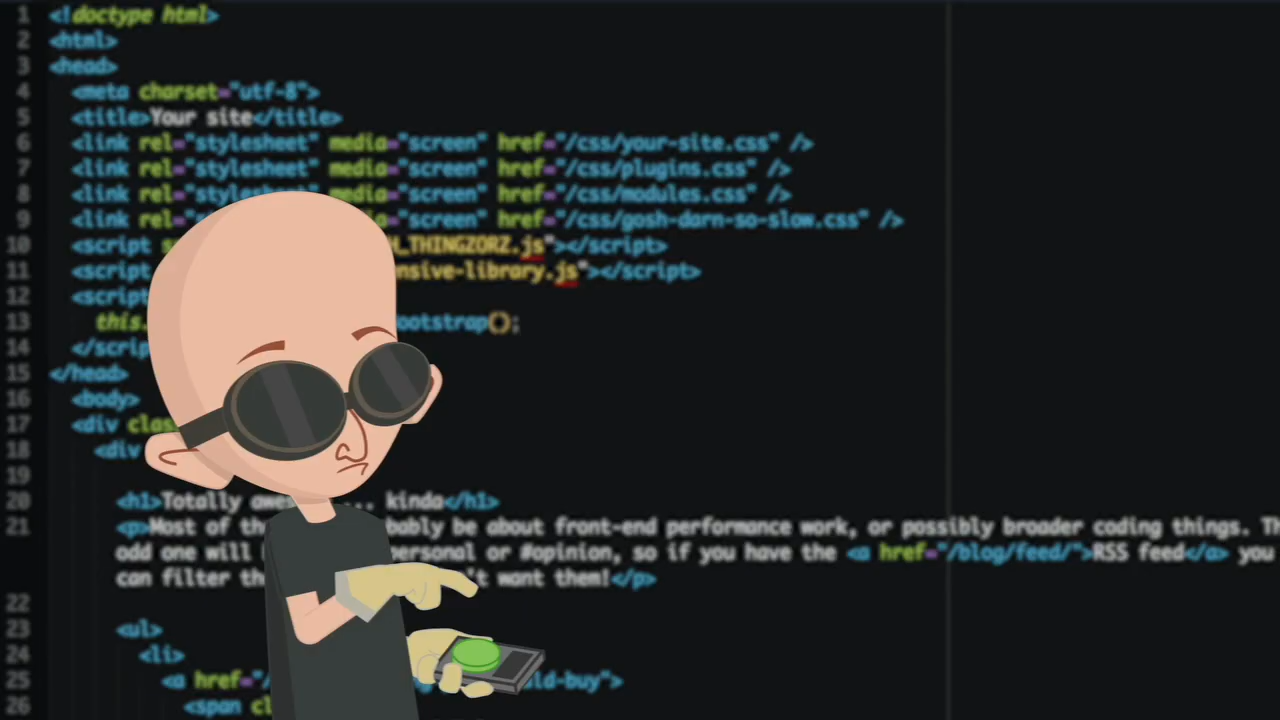 1 <!doctype html>
2 <html>
3 <head>
4 <meta charset="utf-8">
5 <title>Your site</title>
6 <link rel="stylesheet" media="screen" href="/css/your-site.css" />
7 <link rel="stylesheet" media="screen" href="/css/plugins.css" />
8 <link rel="stylesheet" media="screen" href="/css/modules.css" />
9 <link rel="screen" href="/css/gosh-darn-so-slow.css" />
10 <script _THINGZORZ.js"></script>
11 <script nsive-library.js"></script>
12 <script
13 this. ootstrap();
14 </scrip
15 </head>
16 <body>
17 <div clas
18 <div
19
20 <h1>Totally ... kinda</h1>
21 <p>Most of be about front-end performance work, or possibly broader coding things.
odd one will personal or #opinion, so if you have the <a href="/blog/feed/">RSS feed</a> you
can filter want them!</p>
22
23 <ul>
24 <li>
25 <a href="/ ld-buy">
26 <span cl